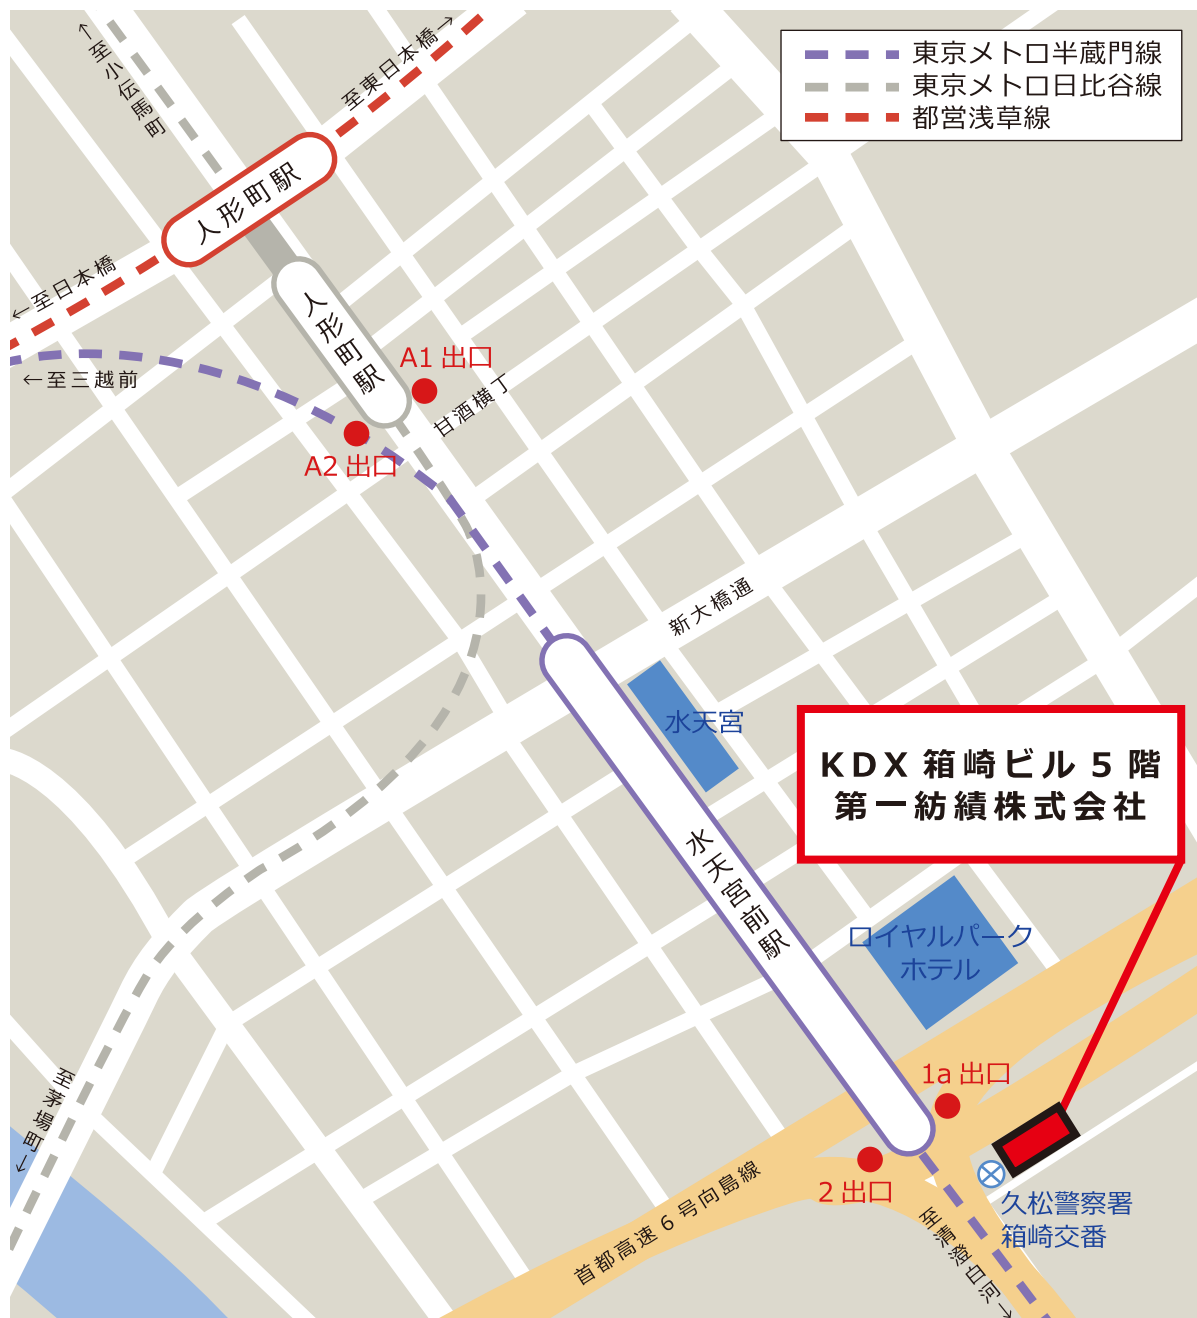 東京メトロ半蔵門線
東京メトロ日比谷線
都営浅草線
←至小伝馬町
至東日本橋→
人形町駅
←至日本橋
人形町駅
←至三越前
A1 出口
甘酒横丁
A2 出口
新大橋通
水天宮
KDX 箱崎ビル 5 階
第一紡績株式会社
水天宮前駅
ロイヤルパーク
ホテル
1a 出口
至茅場町→
2 出口
首都高速 6 号向島線
久松警察署
箱崎交番
至清澄白河→